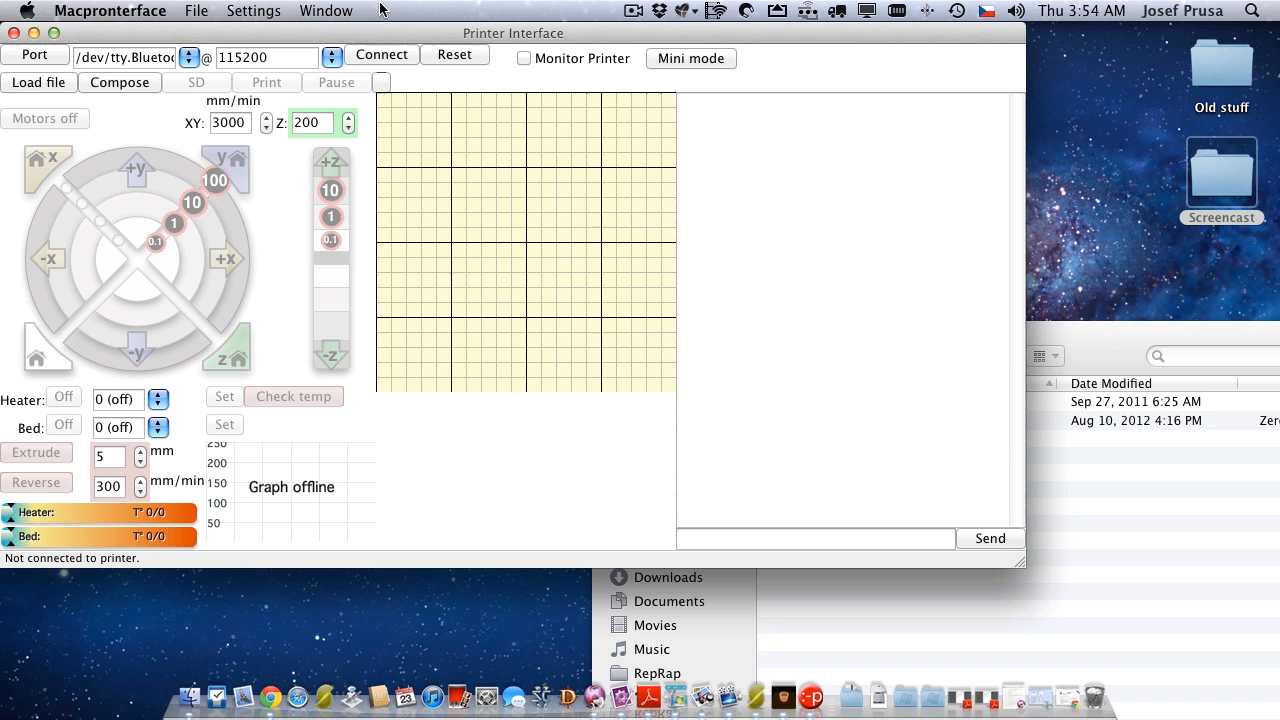 Macpronterface File Settings Window Thu 3:54 AM Josef Prusa
Printer Interface
Port /dev/tty.Bluetoo @ 115200 Connect Reset Monitor Printer Mini mode
Load file Compose SD Print Pause
mm/min
Motors off XY: 3000 Z: 200
x y +y +z
100 10
10 1
1 0.1
0.1
-x +x
-y z -z
Heater: Off 0 (off) Set Check temp
Bed: Off 0 (off) Set
Extrude 5 mm
Reverse 300 mm/min
250
200
150
100
50
Graph offline
Heater: T° 0/0
Bed: T° 0/0
Send
Not connected to printer.
Old stuff
Screencast
Date Modified
Sep 27, 2011 6:25 AM
Aug 10, 2012 4:16 PM Zer
Downloads
Documents
Movies
Music
RepRap
23